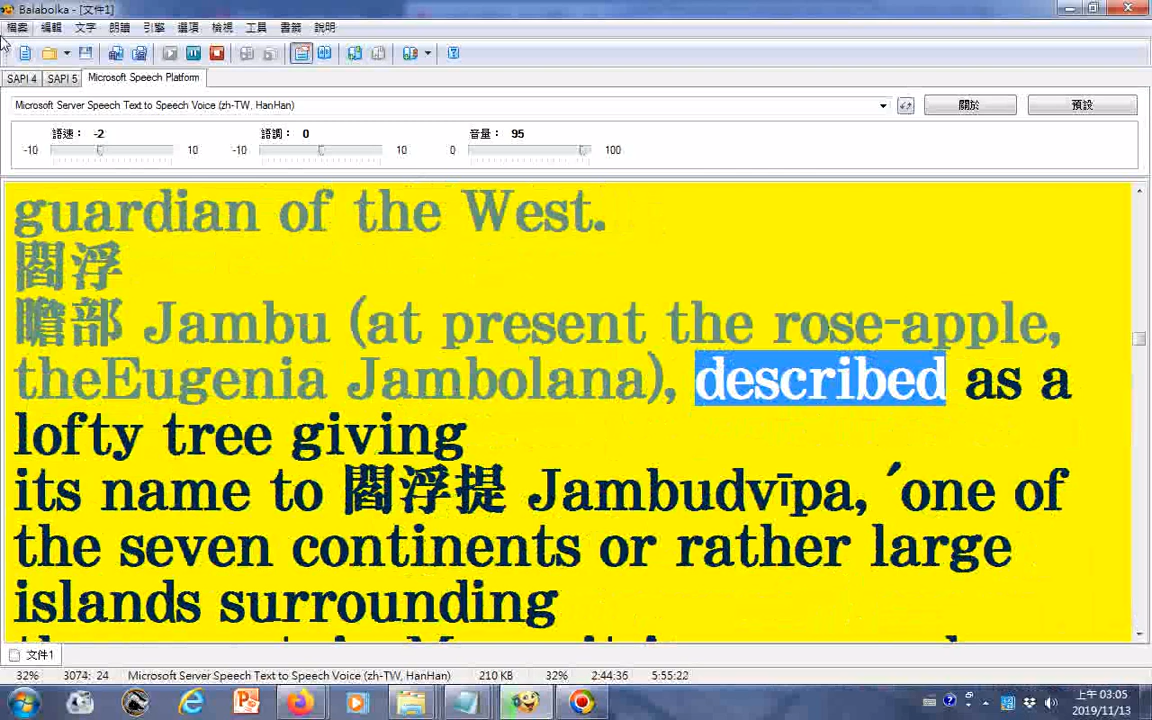 Balabolka - [文件1]
檔案 編輯 文字 朗讀 引擎 選項 檢視 工具 書籤 說明
SAPI 4 SAPI 5 Microsoft Speech Platform
Microsoft Server Speech Text to Speech Voice (zh-TW, HanHan) 關於 預設
語速： -2 語調： 0 音量： 95
-10 10 -10 10 0 100
guardian of the West.
閻浮
瞻部 Jambu (at present the rose-apple,
theEugenia Jambolana), described as a
lofty tree giving
its name to 閻浮提 Jambudvīpa, ′one of
the seven continents or rather large
islands surrounding
文件1
32% 3074: 24 Microsoft Server Speech Text to Speech Voice (zh-TW, HanHan) 210 KB 32% 2:44:36 5:55:22
上午 03:05
2019/11/13